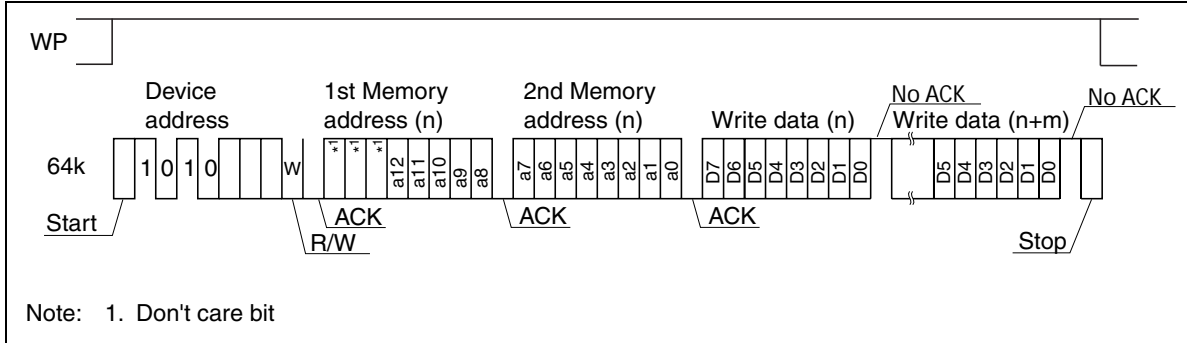 WP
Device address
1st Memory address (n)
2nd Memory address (n)
Write data (n)
No ACK
Write data (n+m)
No ACK
64k
1 0 1 0
W
*1 *1 *1 a12 a11 a10 a9 a8
a7 a6 a5 a4 a3 a2 a1 a0
D7 D6 D5 D4 D3 D2 D1 D0
D5 D4 D3 D2 D1 D0
Start
R/W
ACK
ACK
ACK
Stop
Note: 1. Don't care bit